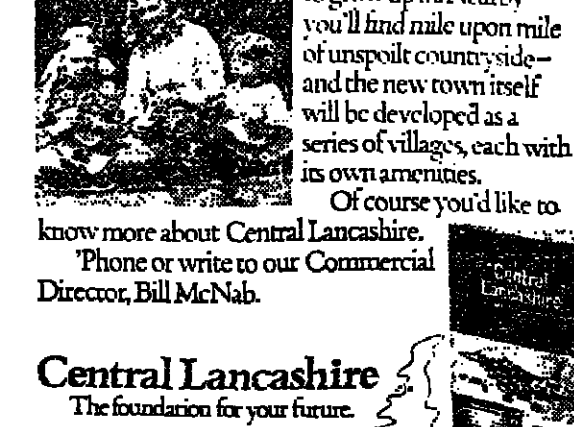 you'll find mile upon mile
of unspoilt countryside—
and the new town itself
will be developed as a
series of villages, each with
its own amenities.
Of course you'd like to
know more about Central Lancashire.
'Phone or write to our Commercial
Director, Bill McNab.
Central
Lancashire
Central Lancashire
The foundation for your future.